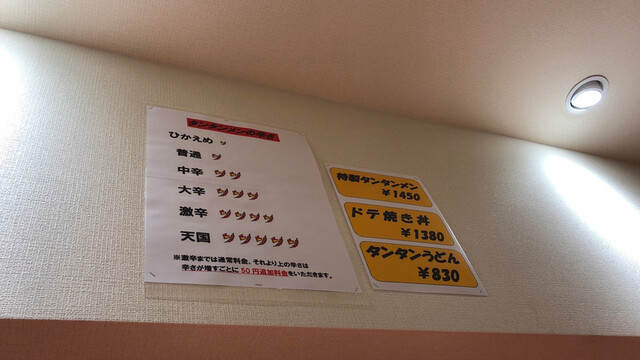 タンタンメンの辛さ
ひかえめ
普通
中辛
大辛
激辛
天国
※激辛までは通常料金、それより上の辛さは
辛さが増すごとに50円追加料金をいただきます。
特製タンタンメン
￥1450
ドテ焼き丼
￥1380
タンタンうどん
￥830